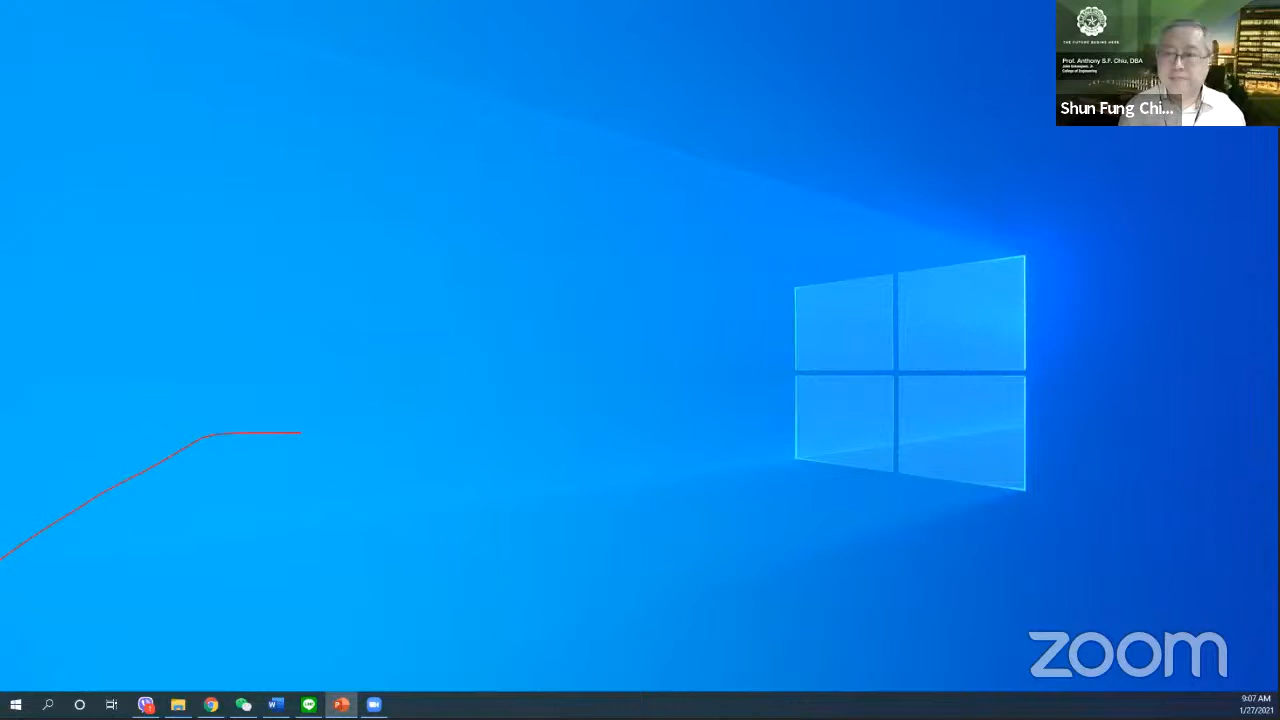 THE FUTURE BEGINS HERE
Prof. Anthony S.F. Chiu, DBA
College of Engineering
Shun Fung Chi...
zoom
9:07 AM
1/27/2021